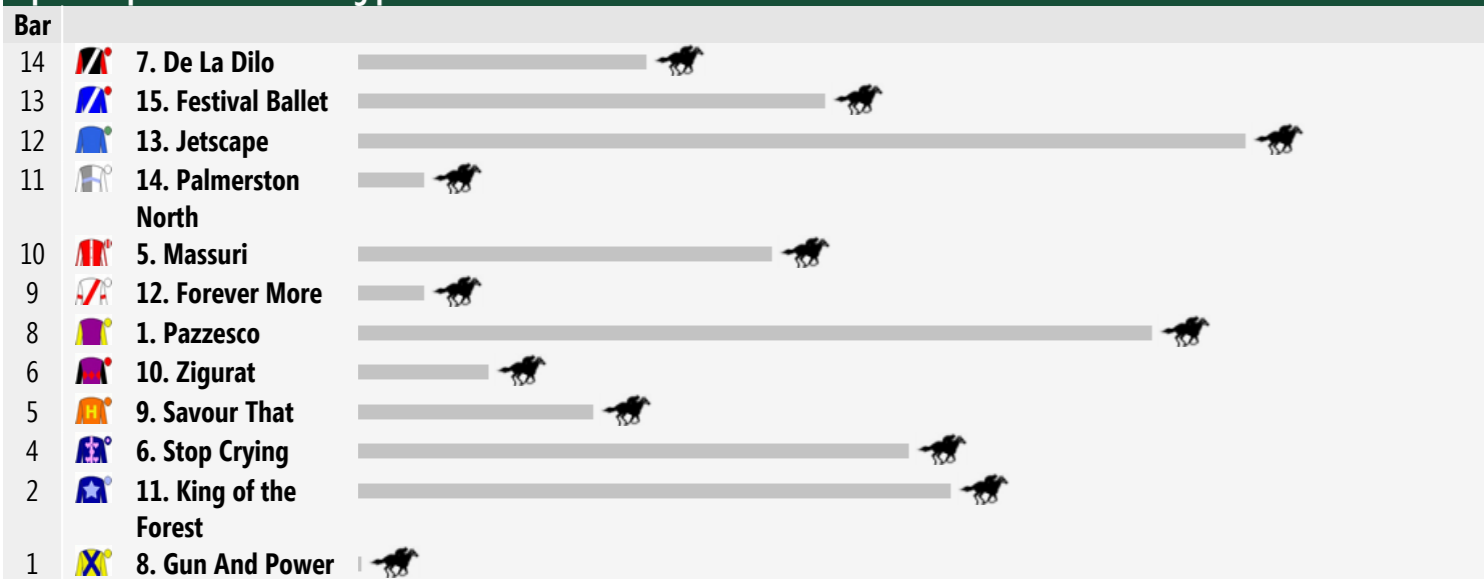 Bar
14 7. De La Dilo
13 15. Festival Ballet
12 13. Jetscape
11 14. Palmerston
North
10 5. Massuri
9 12. Forever More
8 1. Pazzesco
6 10. Zigurat
5 H 9. Savour That
4 6. Stop Crying
2 11. King of the
Forest
1 8. Gun And Power